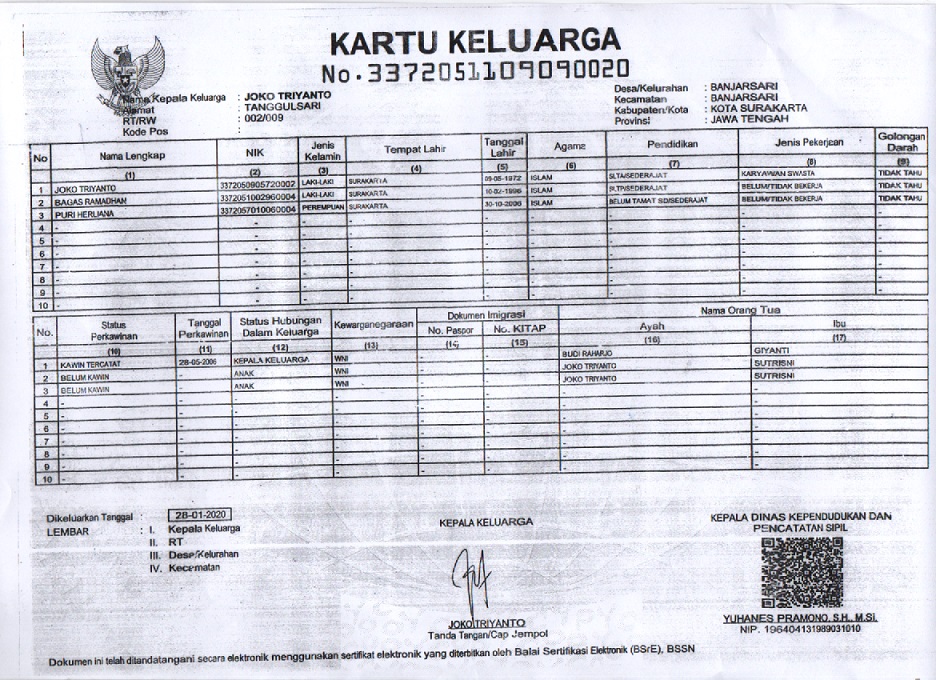 KARTU KELUARGA
No.3372051109090020
Nama Kepala Keluarga : JOKO TRIYANTO
Alamat : TANGGULSARI
RT/RW : 002/009
Kode Pos :
Desa/Kelurahan : BANJARSARI
Kecamatan : BANJARSARI
Kabupaten/Kota : KOTA SURAKARTA
Provinsi : JAWA TENGAH
No Nama Lengkap NIK Jenis Kelamin Tempat Lahir Tanggal Lahir Agama Pendidikan Jenis Pekerjaan Golongan Darah
(1) (2) (3) (4) (5) (6) (7) (8) (9)
1 JOKO TRIYANTO 3372050905720002 LAKI-LAKI SURAKARTA 09-05-1972 ISLAM SLTA/SEDERAJAT KARYAWAN SWASTA TIDAK TAHU
2 BAGAS RAMADHAN 3372051002960004 LAKI-LAKI SURAKARTA 10-02-1996 ISLAM SLTP/SEDERAJAT BELUM/TIDAK BEKERJA TIDAK TAHU
3 PURI HERLIANA 3372057010060004 PEREMPUAN SURAKARTA 30-10-2006 ISLAM BELUM TAMAT SD/SEDERAJAT BELUM/TIDAK BEKERJA TIDAK TAHU
4 - - - - - - - - -
5 - - - - - - - - -
6 - - - - - - - - -
7 - - - - - - - - -
8 - - - - - - - - -
9 - - - - - - - - -
10 - - - - - - - - -
No. Status Perkawinan Tanggal Perkawinan Status Hubungan Dalam Keluarga Kewarganegaraan Dokumen Imigrasi Nama Orang Tua
No. Paspor No. KITAP Ayah Ibu
(10) (11) (12) (13) (14) (15) (16) (17)
1 KAWIN TERCATAT 28-05-2006 KEPALA KELUARGA WNI - - BUDI RAHARJO GIYANTI
2 BELUM KAWIN - ANAK WNI - - JOKO TRIYANTO SUTRISNI
3 BELUM KAWIN - ANAK WNI - - JOKO TRIYANTO SUTRISNI
4 - - - - - - - -
5 - - - - - - - -
6 - - - - - - - -
7 - - - - - - - -
8 - - - - - - - -
9 - - - - - - - -
10 - - - - - - - -
Dikeluarkan Tanggal : 28-01-2020
LEMBAR : I. Kepala Keluarga
II. RT
III. Desa/Kelurahan
IV. Kecamatan
KEPALA KELUARGA
JOKO TRIYANTO
Tanda Tangan/Cap Jempol
KEPALA DINAS KEPENDUDUKAN DAN
PENCATATAN SIPIL
YUHANES PRAMONO, S.H., M.Si.
NIP. 196404131989031010
Dokumen ini telah ditandatangani secara elektronik menggunakan sertifikat elektronik yang diterbitkan oleh Balai Sertifikasi Elektronik (BSrE), BSSN